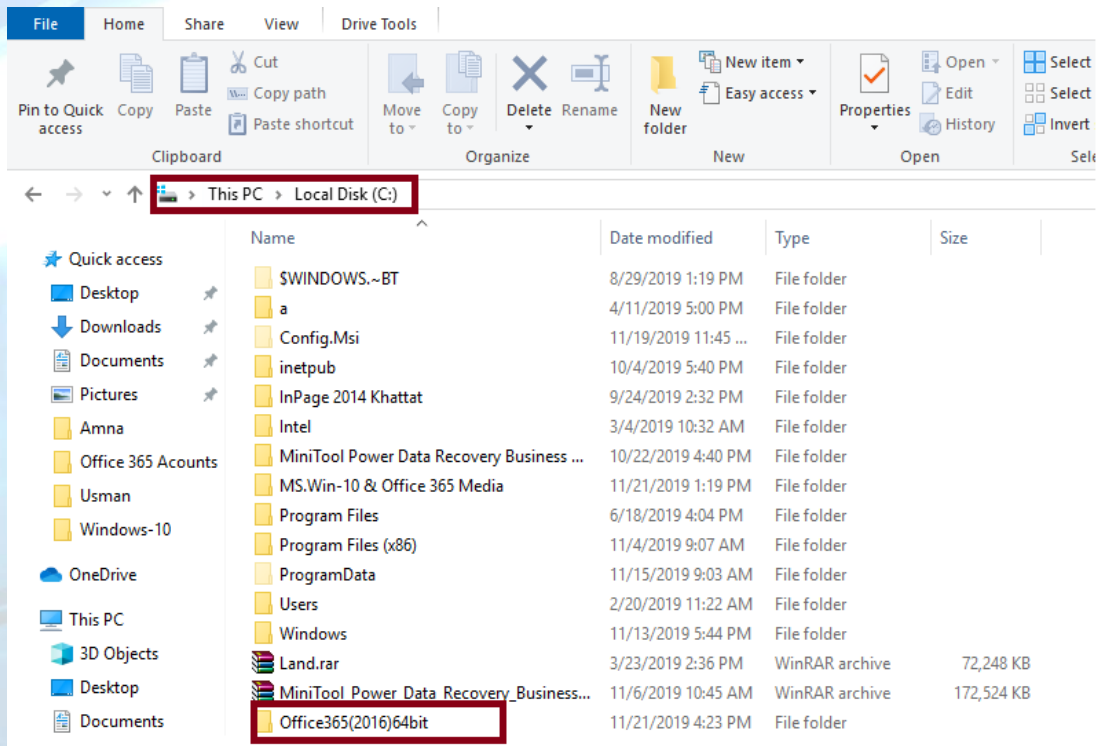 File Home Share View Drive Tools
Pin to Quick access
Copy
Paste
Cut
Copy path
Paste shortcut
Clipboard
Move to
Copy to
Delete
Rename
Organize
New folder
New item
Easy access
New
Properties
Open
Edit
History
Open
Select
Select
Invert
Sele
This PC > Local Disk (C:)
Name Date modified Type Size
Quick access
Desktop
Downloads
Documents
Pictures
Amna
Office 365 Acounts
Usman
Windows-10
OneDrive
This PC
3D Objects
Desktop
Documents
$WINDOWS.~BT 8/29/2019 1:19 PM File folder
a 4/11/2019 5:00 PM File folder
Config.Msi 11/19/2019 11:45 ... File folder
inetpub 10/4/2019 5:40 PM File folder
InPage 2014 Khattat 9/24/2019 2:32 PM File folder
Intel 3/4/2019 10:32 AM File folder
MiniTool Power Data Recovery Business ... 10/22/2019 4:40 PM File folder
MS.Win-10 & Office 365 Media 11/21/2019 1:19 PM File folder
Program Files 6/18/2019 4:04 PM File folder
Program Files (x86) 11/4/2019 9:07 AM File folder
ProgramData 11/15/2019 9:03 AM File folder
Users 2/20/2019 11:22 AM File folder
Windows 11/13/2019 5:44 PM File folder
Land.rar 3/23/2019 2:36 PM WinRAR archive 72,248 KB
MiniTool_Power_Data_Recovery_Business... 11/6/2019 10:45 AM WinRAR archive 172,524 KB
Office365(2016)64bit 11/21/2019 4:23 PM File folder